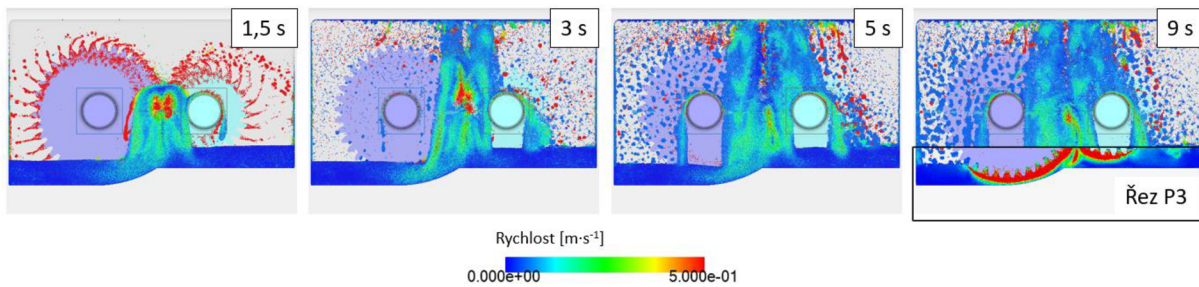 1,5 s
3 s
5 s
9 s
Řez P3
Rychlost [m·s⁻¹]
0.000e+00 5.000e-01